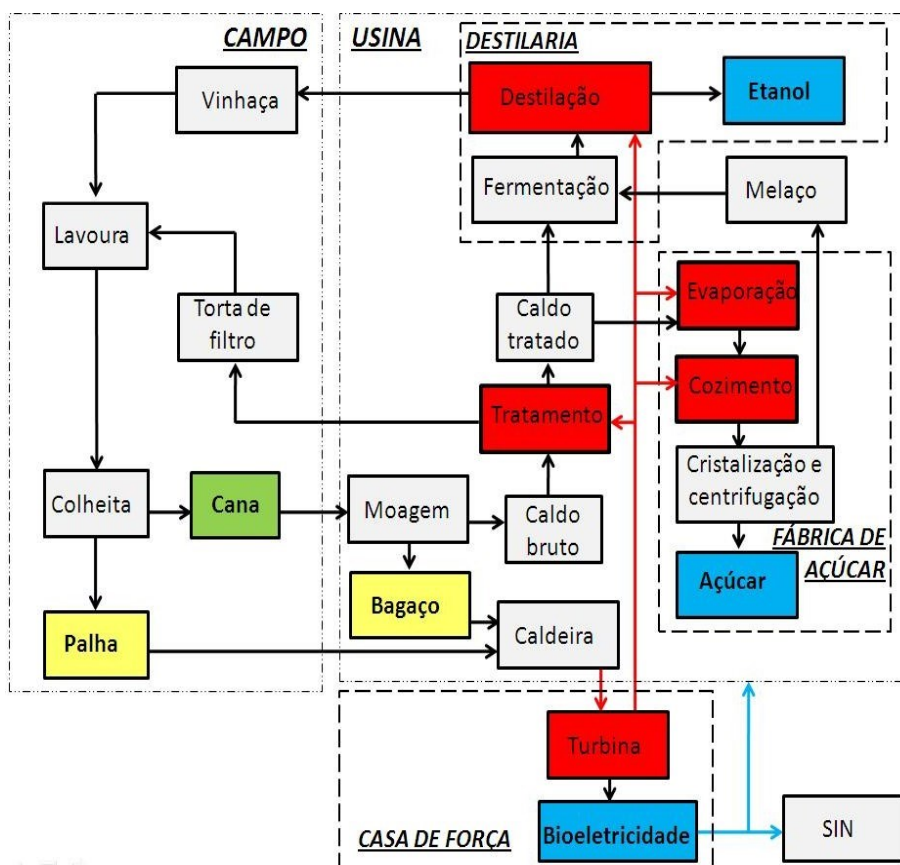 CAMPO
USINA
DESTILARIA
Vinhaça
Destilação
Etanol
Fermentação
Melaço
Lavoura
Torta de
filtro
Caldo
tratado
Evaporação
Cozimento
Tratamento
Cristalização e
centrifugação
Colheita
Cana
Moagem
Caldo
bruto
FÁBRICA DE
AÇÚCAR
Açúcar
Bagaço
Palha
Caldeira
Turbina
CASA DE FORÇA
Bioeletricidade
SIN